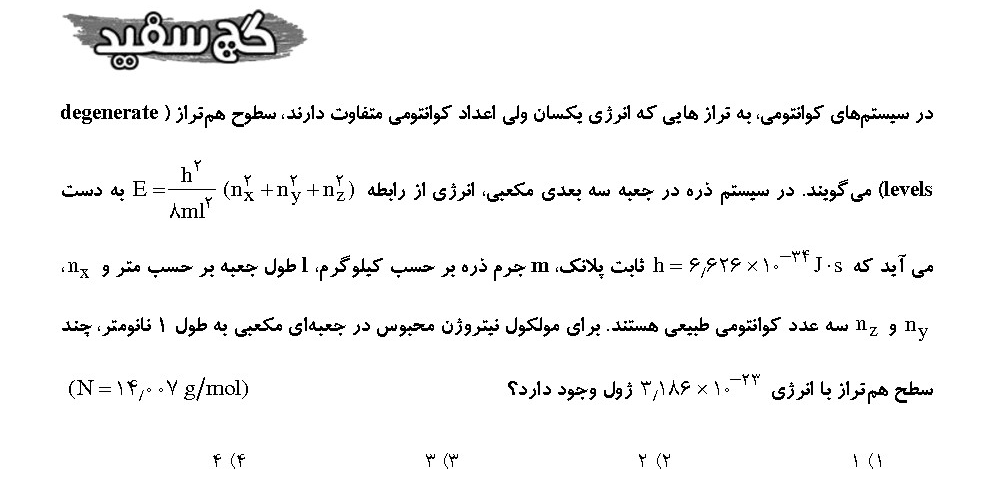 گچ سفید
در سیستم‌های کوانتومی، به تراز هایی که انرژی یکسان ولی اعداد کوانتومی متفاوت دارند، سطوح هم‌تراز ( degenerate
levels) می‌گویند. در سیستم ذره در جعبه سه بعدی مکعبی، انرژی از رابطه E = h^۲ / ۸ml^۲ (n_x^۲ + n_y^۲ + n_z^۲) به دست
می آید که h = ۶٫۶۲۶ × ۱۰^−۳۴ J·s ثابت پلانک، m جرم ذره بر حسب کیلوگرم، l طول جعبه بر حسب متر و n_x،
n_y و n_z سه عدد کوانتومی طبیعی هستند. برای مولکول نیتروژن محبوس در جعبه‌ای مکعبی به طول ۱ نانومتر، چند
سطح هم‌تراز با انرژی ۳٫۱۸۶ × ۱۰^−۲۳ ژول وجود دارد؟ (N = ۱۴٫۰۰۷ g/mol)
۱) ۱ ۲) ۲ ۳) ۳ ۴) ۴